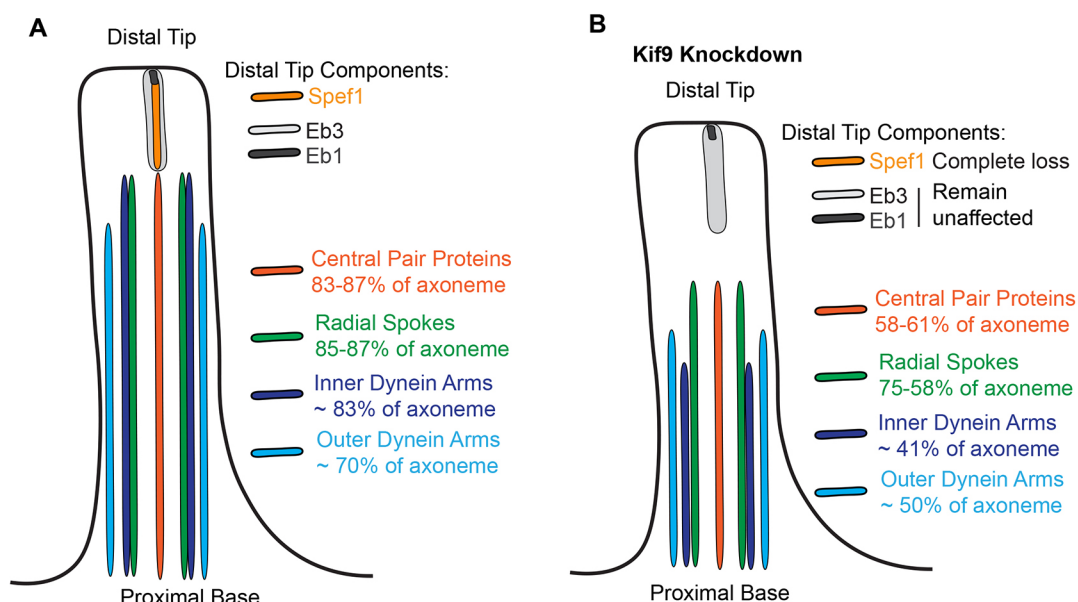 A
Distal Tip
Distal Tip Components:
Spef1
Eb3
Eb1
Central Pair Proteins
83-87% of axoneme
Radial Spokes
85-87% of axoneme
Inner Dynein Arms
~ 83% of axoneme
Outer Dynein Arms
~ 70% of axoneme
Proximal Base
B
Kif9 Knockdown
Distal Tip
Distal Tip Components:
Spef1 Complete loss
Eb3 Remain
Eb1 unaffected
Central Pair Proteins
58-61% of axoneme
Radial Spokes
75-58% of axoneme
Inner Dynein Arms
~ 41% of axoneme
Outer Dynein Arms
~ 50% of axoneme
Proximal Base